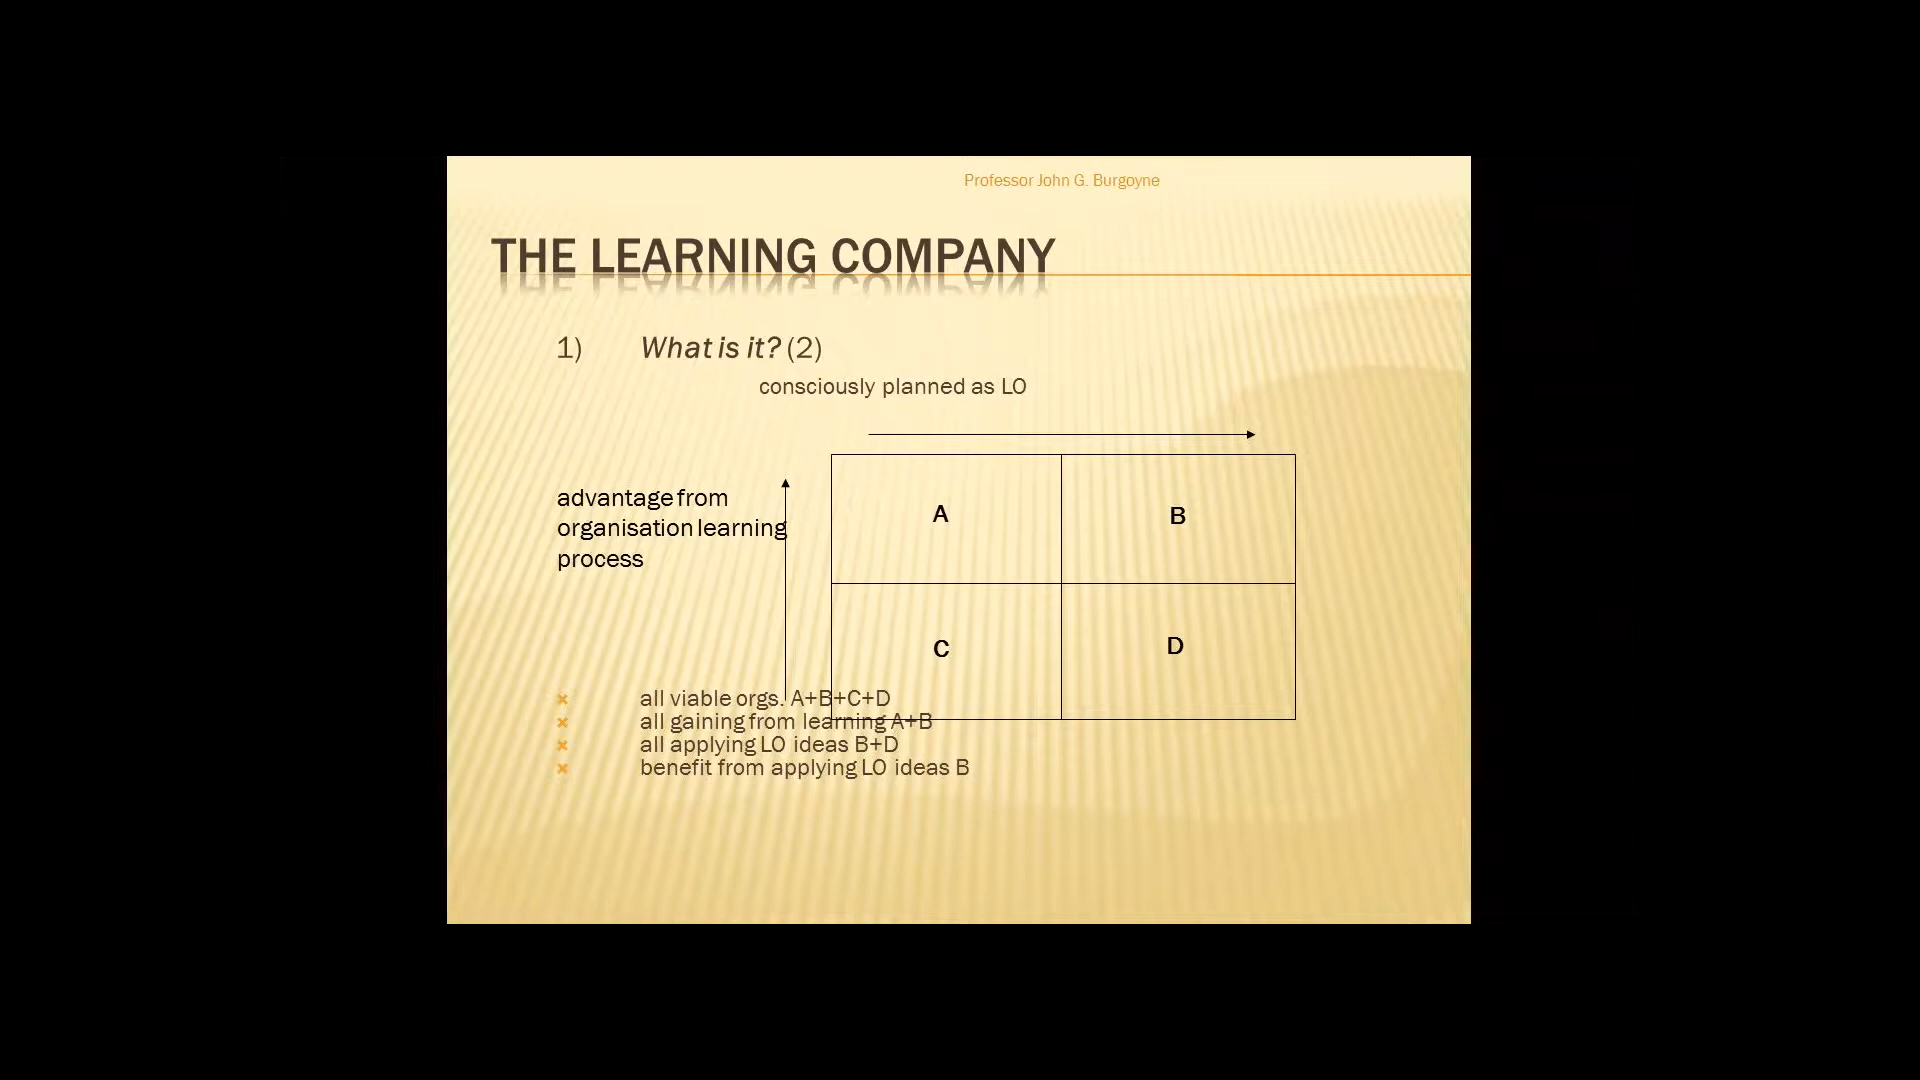 Professor John G. Burgoyne
THE LEARNING COMPANY
1) What is it? (2)
consciously planned as LO
advantage from
organisation learning
process
A B
C D
all viable orgs. A+B+C+D
all gaining from learning A+B
all applying LO ideas B+D
benefit from applying LO ideas B